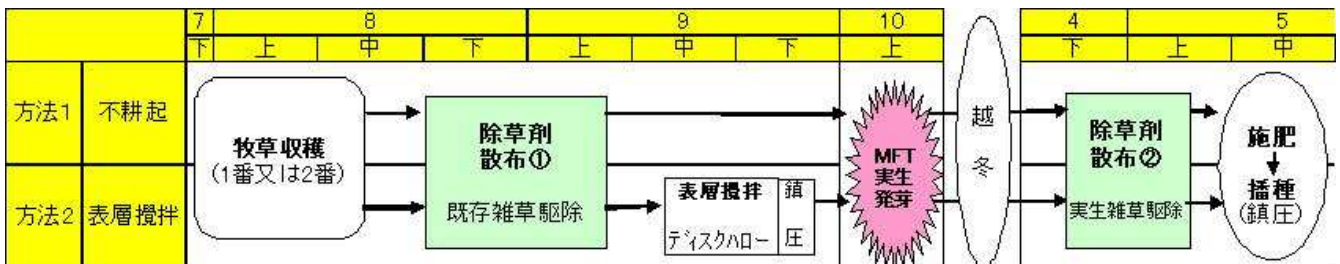 7 8 9 10 4 5
下 上 中 下 上 中 下 上 下 上 中
方法1 不耕起
方法2 表層攪拌
牧草収穫
(1番又は2番)
除草剤
散布①
既存雑草駆除
表層攪拌
ディスクハロー
鎮
圧
MFT
実生
発芽
越
冬
除草剤
散布②
実生雑草駆除
施肥
播種
(鎮圧)